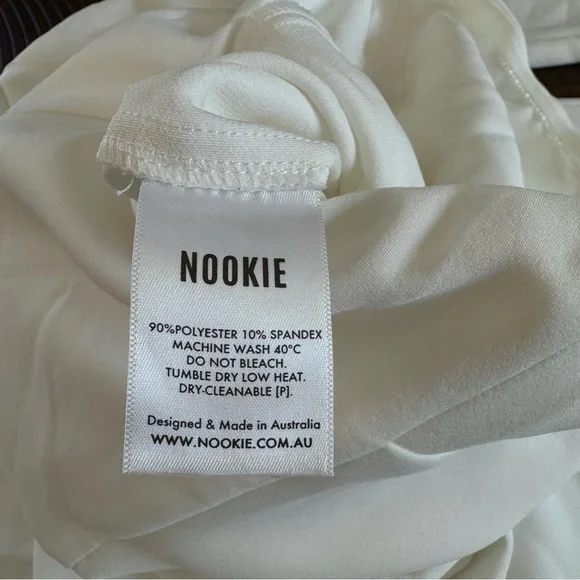 NOOKIE
90%POLYESTER 10% SPANDEX
MACHINE WASH 40°C
DO NOT BLEACH.
TUMBLE DRY LOW HEAT.
DRY-CLEANABLE [P].
Designed & Made in Australia
WWW.NOOKIE.COM.AU